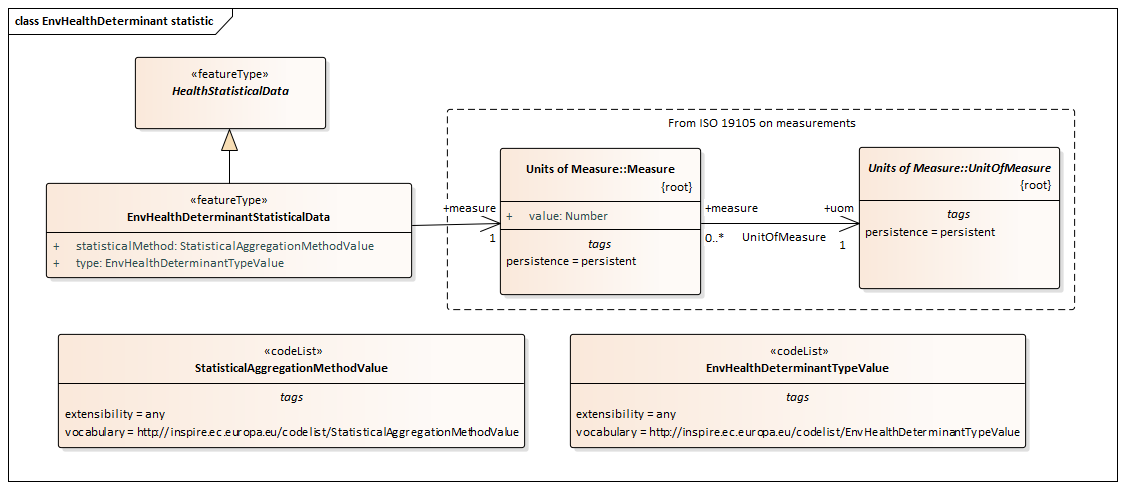 class EnvHealthDeterminant statistic
«featureType»
HealthStatisticalData
From ISO 19105 on measurements
Units of Measure::Measure
{root}
+ value: Number
tags
persistence = persistent
Units of Measure::UnitOfMeasure
{root}
tags
persistence = persistent
«featureType»
EnvHealthDeterminantStatisticalData
+ statisticalMethod: StatisticalAggregationMethodValue
+ type: EnvHealthDeterminantTypeValue
+measure
1
+measure
0..*
UnitOfMeasure
+uom
1
«codeList»
StatisticalAggregationMethodValue
tags
extensibility = any
vocabulary = http://inspire.ec.europa.eu/codelist/StatisticalAggregationMethodValue
«codeList»
EnvHealthDeterminantTypeValue
tags
extensibility = any
vocabulary = http://inspire.ec.europa.eu/codelist/EnvHealthDeterminantTypeValue